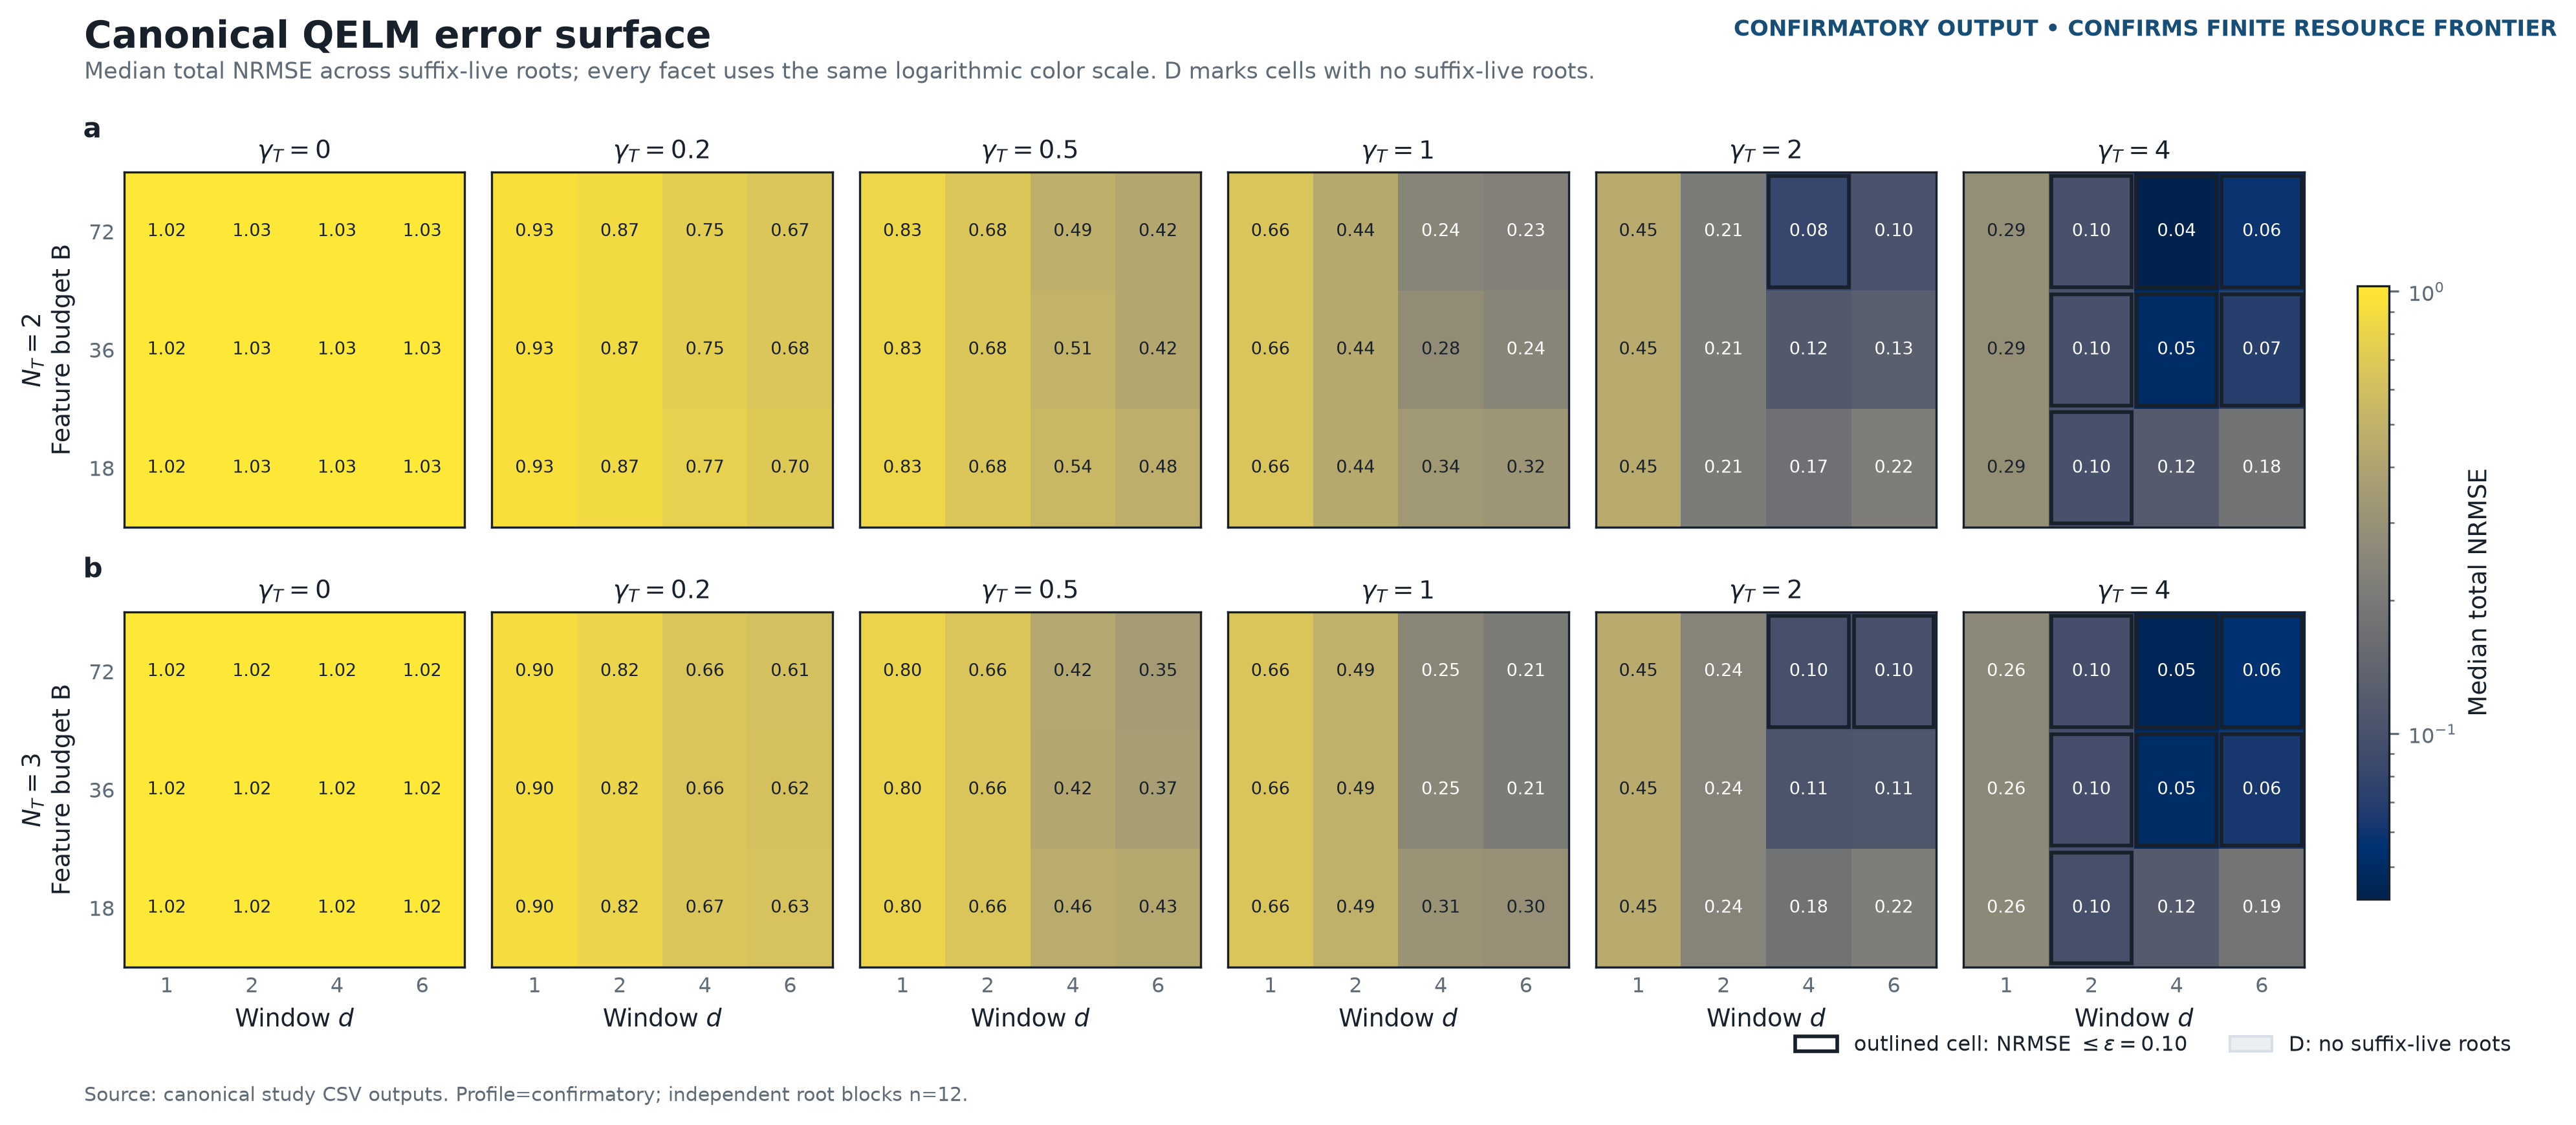 Canonical QELM error surface
CONFIRMATORY OUTPUT • CONFIRMS FINITE RESOURCE FRONTIER
Median total NRMSE across suffix-live roots; every facet uses the same logarithmic color scale. D marks cells with no suffix-live roots.
a
γ_T = 0 γ_T = 0.2 γ_T = 0.5 γ_T = 1 γ_T = 2 γ_T = 4
N_T = 2
Feature budget B
72 1.02 1.03 1.03 1.03 0.93 0.87 0.75 0.67 0.83 0.68 0.49 0.42 0.66 0.44 0.24 0.23 0.45 0.21 0.08 0.10 0.29 0.10 0.04 0.06
36 1.02 1.03 1.03 1.03 0.93 0.87 0.75 0.68 0.83 0.68 0.51 0.42 0.66 0.44 0.28 0.24 0.45 0.21 0.12 0.13 0.29 0.10 0.05 0.07
18 1.02 1.03 1.03 1.03 0.93 0.87 0.77 0.70 0.83 0.68 0.54 0.48 0.66 0.44 0.34 0.32 0.45 0.21 0.17 0.22 0.29 0.10 0.12 0.18
b
γ_T = 0 γ_T = 0.2 γ_T = 0.5 γ_T = 1 γ_T = 2 γ_T = 4
N_T = 3
Feature budget B
72 1.02 1.02 1.02 1.02 0.90 0.82 0.66 0.61 0.80 0.66 0.42 0.35 0.66 0.49 0.25 0.21 0.45 0.24 0.10 0.10 0.26 0.10 0.05 0.06
36 1.02 1.02 1.02 1.02 0.90 0.82 0.66 0.62 0.80 0.66 0.42 0.37 0.66 0.49 0.25 0.21 0.45 0.24 0.11 0.11 0.26 0.10 0.05 0.06
18 1.02 1.02 1.02 1.02 0.90 0.82 0.67 0.63 0.80 0.66 0.46 0.43 0.66 0.49 0.31 0.30 0.45 0.24 0.18 0.22 0.26 0.10 0.12 0.19
1 2 4 6 1 2 4 6 1 2 4 6 1 2 4 6 1 2 4 6 1 2 4 6
Window d Window d Window d Window d Window d Window d
10⁰
10⁻¹
Median total NRMSE
outlined cell: NRMSE ≤ ε = 0.10
D: no suffix-live roots
Source: canonical study CSV outputs. Profile=confirmatory; independent root blocks n=12.